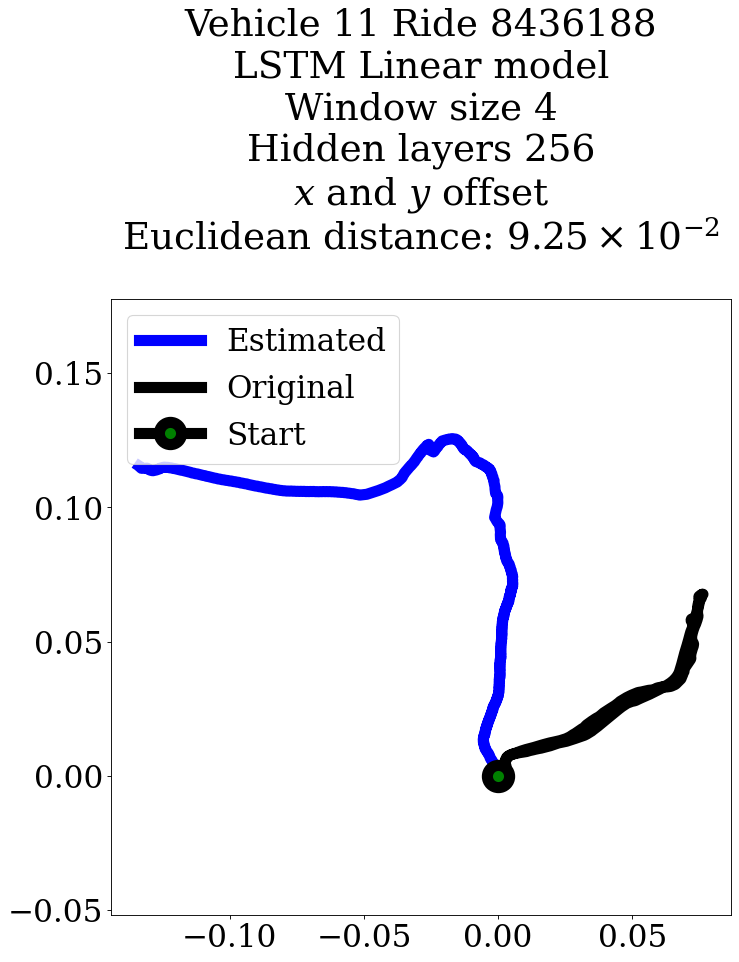 Vehicle 11 Ride 8436188
LSTM Linear model
Window size 4
Hidden layers 256
x and y offset
Euclidean distance: 9.25 × 10⁻²
Estimated
Original
Start
0.15
0.10
0.05
0.00
−0.05
−0.10
−0.05
0.00
0.05